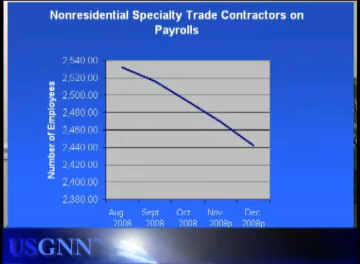 Nonresidential Specialty Trade Contractors on
Payrolls
Number of Employees
2,540.00
2,520.00
2,500.00
2,480.00
2,460.00
2,440.00
2,420.00
2,400.00
2,380.00
Aug Sept Oct Nov Dec
2008 2008 2008 2008p 2008p
USGNN